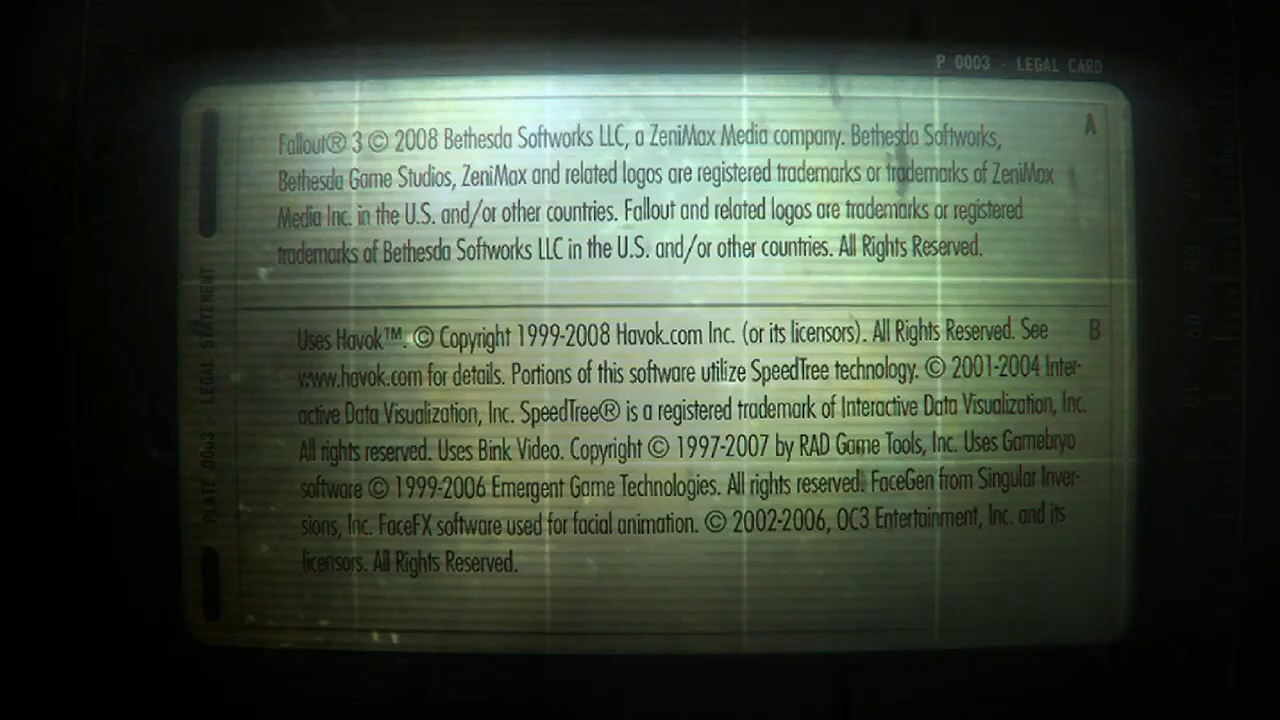 P 0003 - LEGAL CARD
A
Fallout® 3 © 2008 Bethesda Softworks LLC, a ZeniMax Media company. Bethesda Softworks,
Bethesda Game Studios, ZeniMax and related logos are registered trademarks or trademarks of ZeniMax
Media Inc. in the U.S. and/or other countries. Fallout and related logos are trademarks or registered
trademarks of Bethesda Softworks LLC in the U.S. and/or other countries. All Rights Reserved.
B
Uses Havok™. © Copyright 1999-2008 Havok.com Inc. (or its licensors). All Rights Reserved. See
www.havok.com for details. Portions of this software utilize SpeedTree technology. © 2001-2004 Inter-
active Data Visualization, Inc. SpeedTree® is a registered trademark of Interactive Data Visualization, Inc.
All rights reserved. Uses Bink Video. Copyright © 1997-2007 by RAD Game Tools, Inc. Uses Gamebryo
software © 1999-2006 Emergent Game Technologies. All rights reserved. FaceGen from Singular Inver-
sions, Inc. FaceFX software used for facial animation. © 2002-2006, OC3 Entertainment, Inc. and its
licensors. All Rights Reserved.
PLATE 0003 - LEGAL STATEMENT